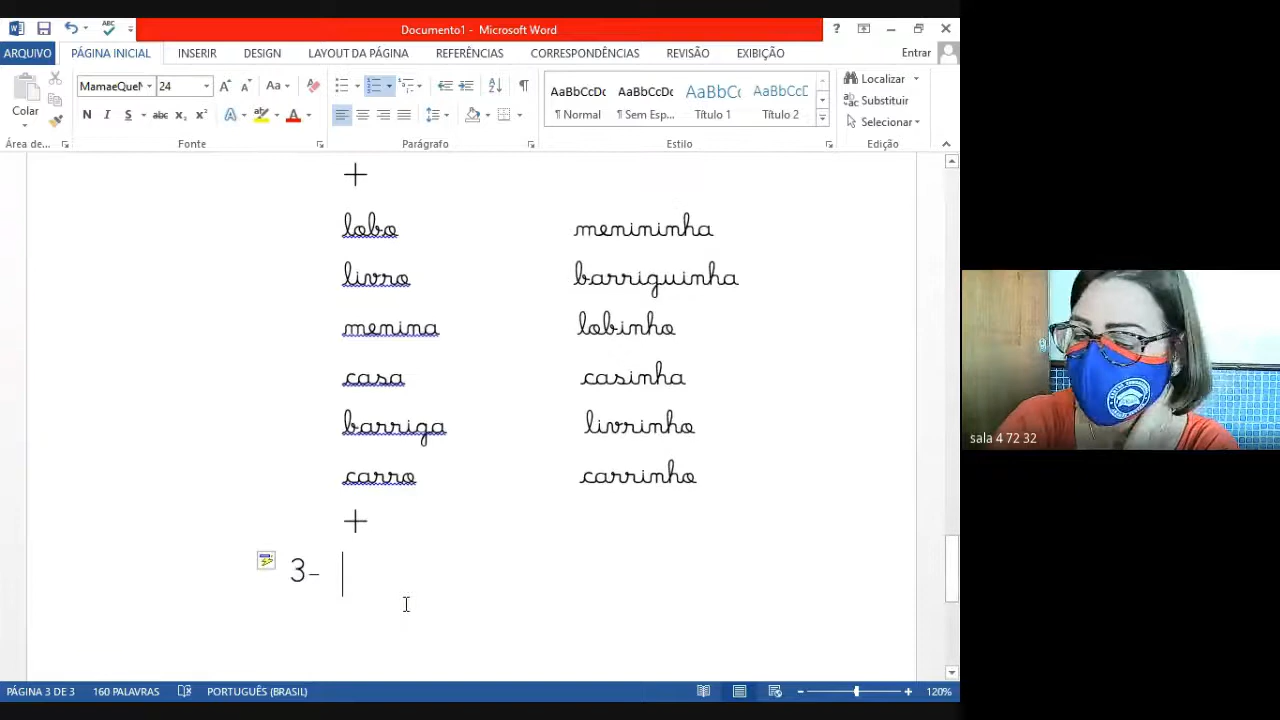 Documento1 - Microsoft Word
ARQUIVO PÁGINA INICIAL INSERIR DESIGN LAYOUT DA PÁGINA REFERÊNCIAS CORRESPONDÊNCIAS REVISÃO EXIBIÇÃO Entrar
MamaeQueN 24 Aa
Colar
N I S abc x₂ x² A A
AaBbCcDc AaBbCcDc AaBbCc AaBbCcD
¶ Normal ¶ Sem Esp... Título 1 Título 2
Localizar
Substituir
Selecionar
Área de... Fonte Parágrafo Estilo Edição
+
lobo menininha
livro barriguinha
menina lobinho
casa casinha
barriga livrinho
carro carrinho
+
3-
sala 4 72 32
PÁGINA 3 DE 3 160 PALAVRAS PORTUGUÊS (BRASIL) 120%